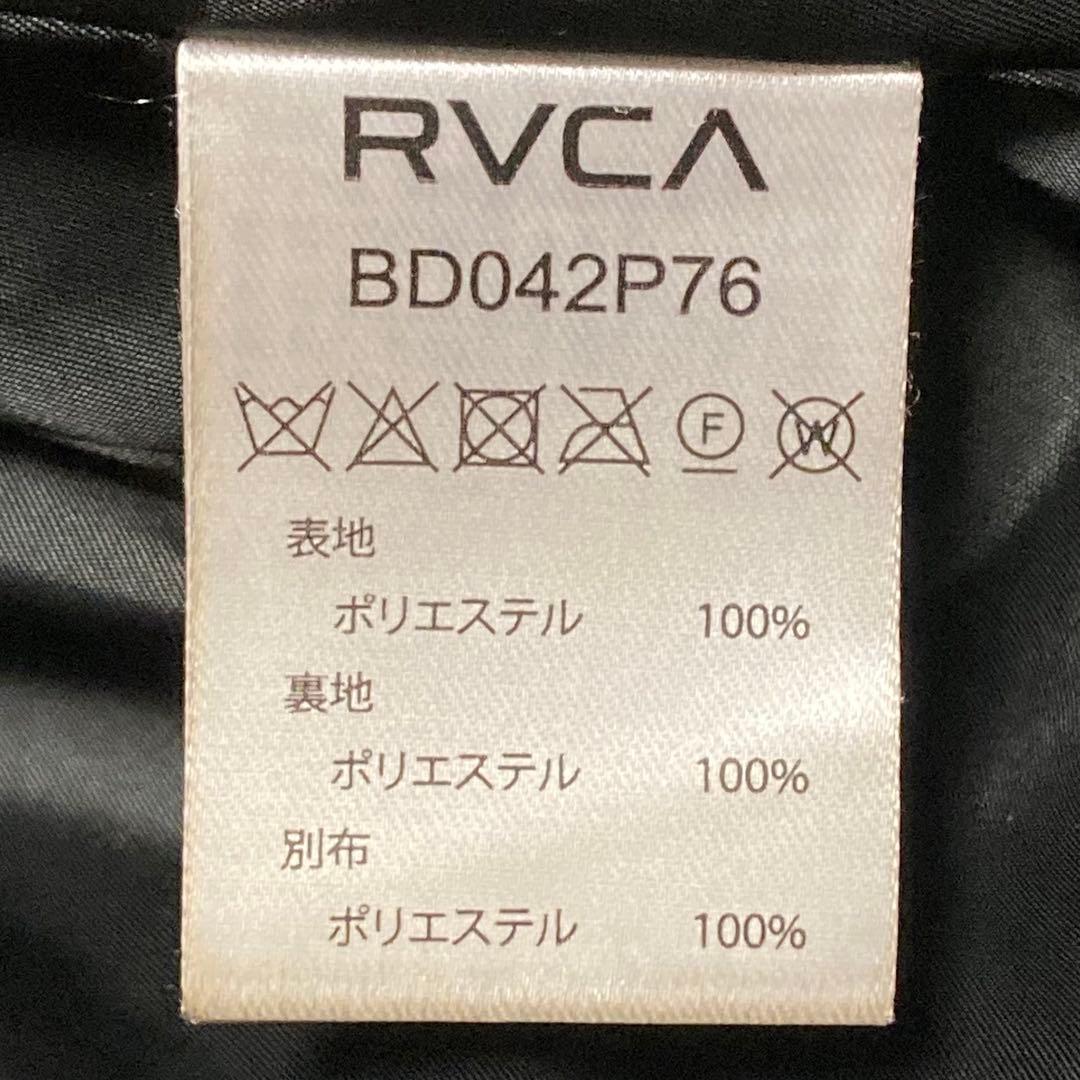 RVCA
BD042P76
F W
表地
ポリエステル 100%
裏地
ポリエステル 100%
別布
ポリエステル 100%